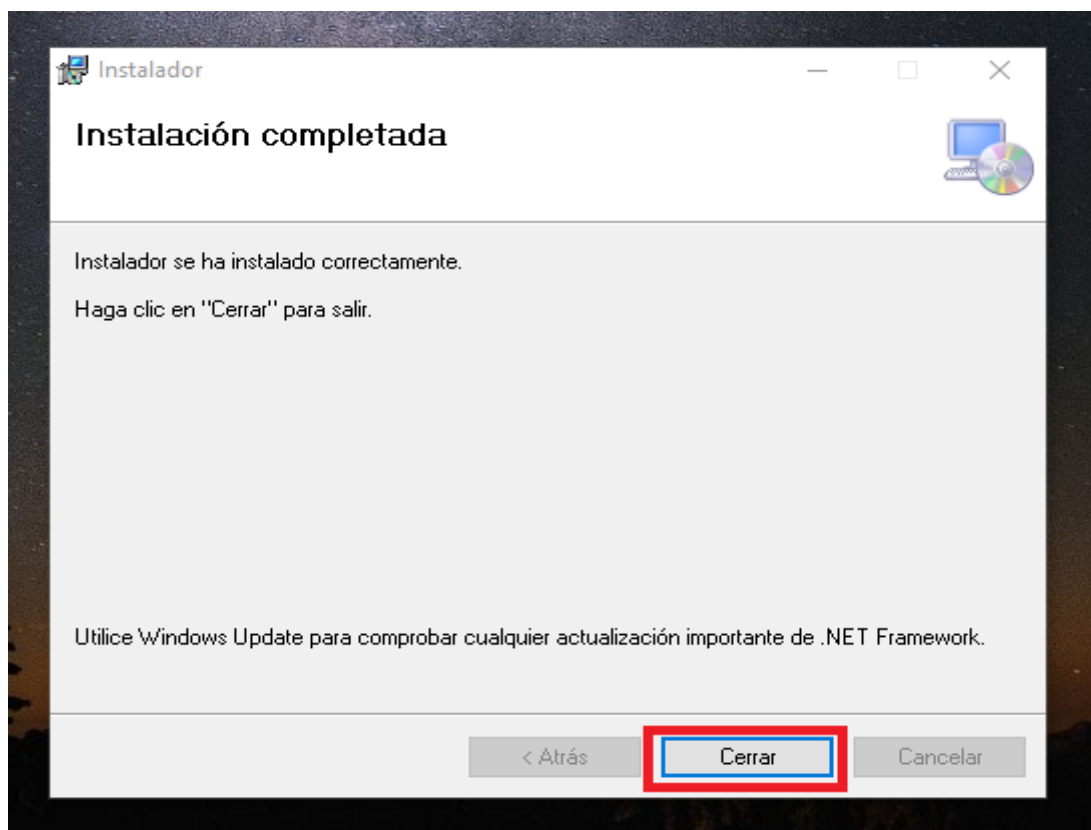 Instalador
Instalación completada
Instalador se ha instalado correctamente.
Haga clic en "Cerrar" para salir.
Utilice Windows Update para comprobar cualquier actualización importante de .NET Framework.
< Atrás
Cerrar
Cancelar